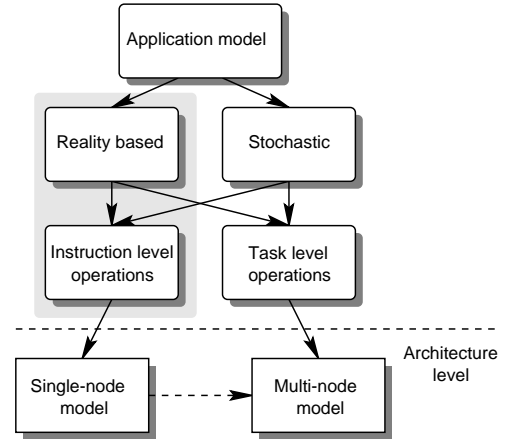 Application model
Reality based
Stochastic
Instruction level
operations
Task level
operations
Architecture
level
Single-node
model
Multi-node
model